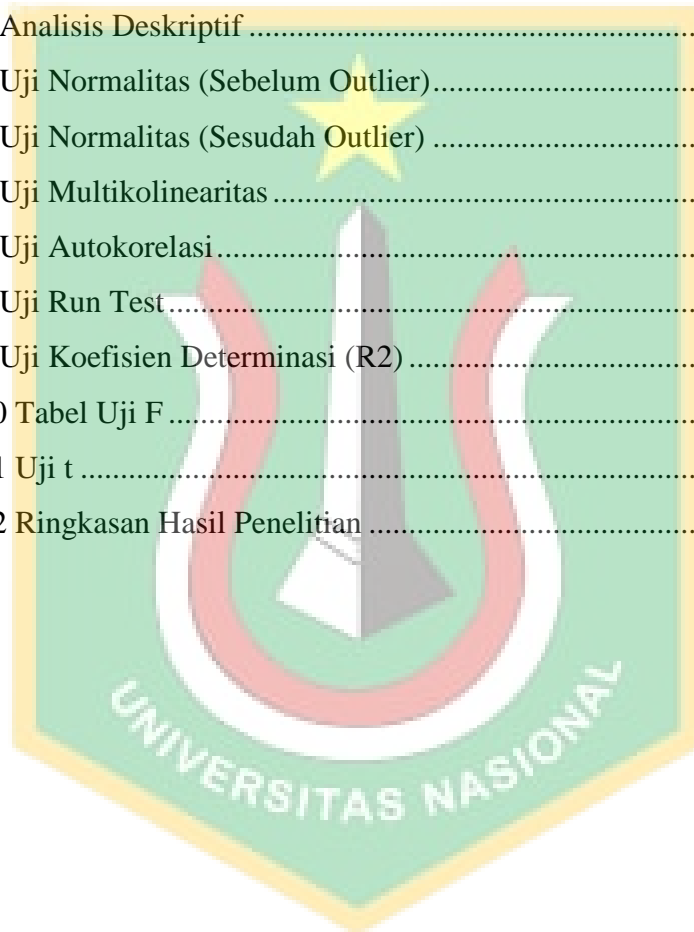 Analisis Deskriptif ................................................................
Uji Normalitas (Sebelum Outlier) ................................................................
Uji Normalitas (Sesudah Outlier) ................................................................
Uji Multikolinearitas ................................................................
Uji Autokorelasi ................................................................
Uji Run Test ................................................................
Uji Koefisien Determinasi (R2) ................................................................
0 Tabel Uji F ................................................................
1 Uji t ................................................................
2 Ringkasan Hasil Penelitian ................................................................
UNIVERSITAS NASIONAL